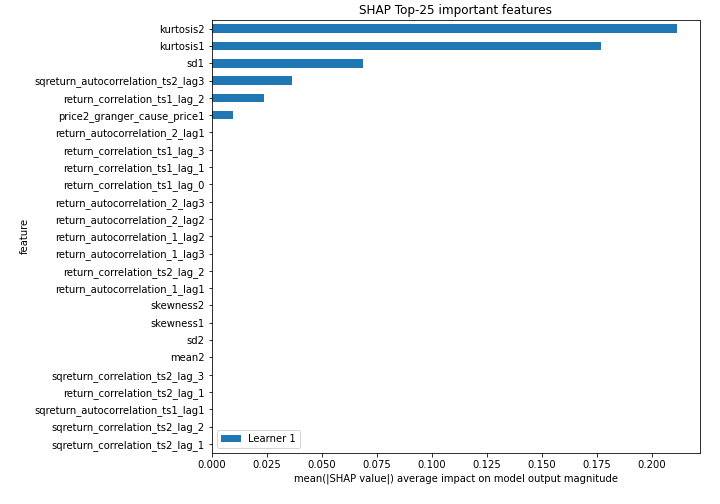 SHAP Top-25 important features
kurtosis2
kurtosis1
sd1
sqreturn_autocorrelation_ts2_lag3
return_correlation_ts1_lag_2
price2_granger_cause_price1
return_autocorrelation_2_lag1
return_correlation_ts1_lag_3
return_correlation_ts1_lag_1
return_correlation_ts1_lag_0
return_autocorrelation_2_lag3
return_autocorrelation_2_lag2
return_autocorrelation_1_lag2
return_autocorrelation_1_lag3
return_correlation_ts2_lag_2
return_autocorrelation_1_lag1
skewness2
skewness1
sd2
mean2
sqreturn_correlation_ts2_lag_3
return_correlation_ts2_lag_1
sqreturn_autocorrelation_ts1_lag1
sqreturn_correlation_ts2_lag_2
sqreturn_correlation_ts2_lag_1
feature
Learner 1
0.000 0.025 0.050 0.075 0.100 0.125 0.150 0.175 0.200
mean(|SHAP value|) average impact on model output magnitude